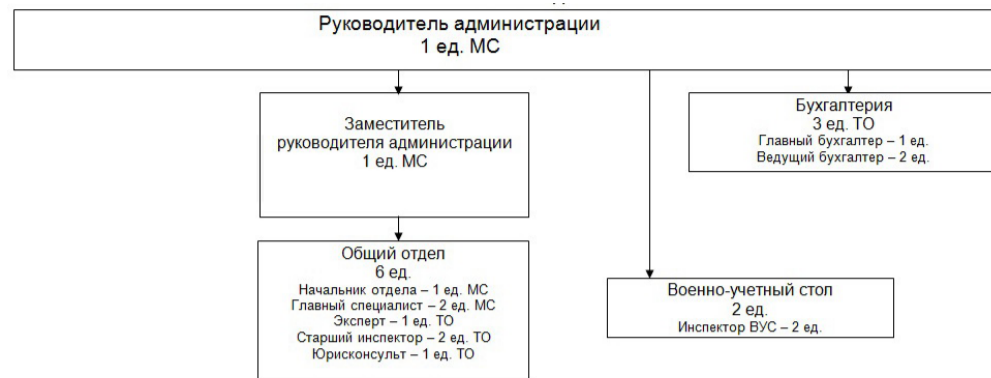 Руководитель администрации
1 ед. МС
Заместитель
руководителя администрации
1 ед. МС
Бухгалтерия
3 ед. ТО
Главный бухгалтер – 1 ед.
Ведущий бухгалтер – 2 ед.
Общий отдел
6 ед.
Начальник отдела – 1 ед. МС
Главный специалист – 2 ед. МС
Эксперт – 1 ед. ТО
Старший инспектор – 2 ед. ТО
Юрисконсульт – 1 ед. ТО
Военно-учетный стоп
2 ед.
Инспектор ВУС – 2 ед.